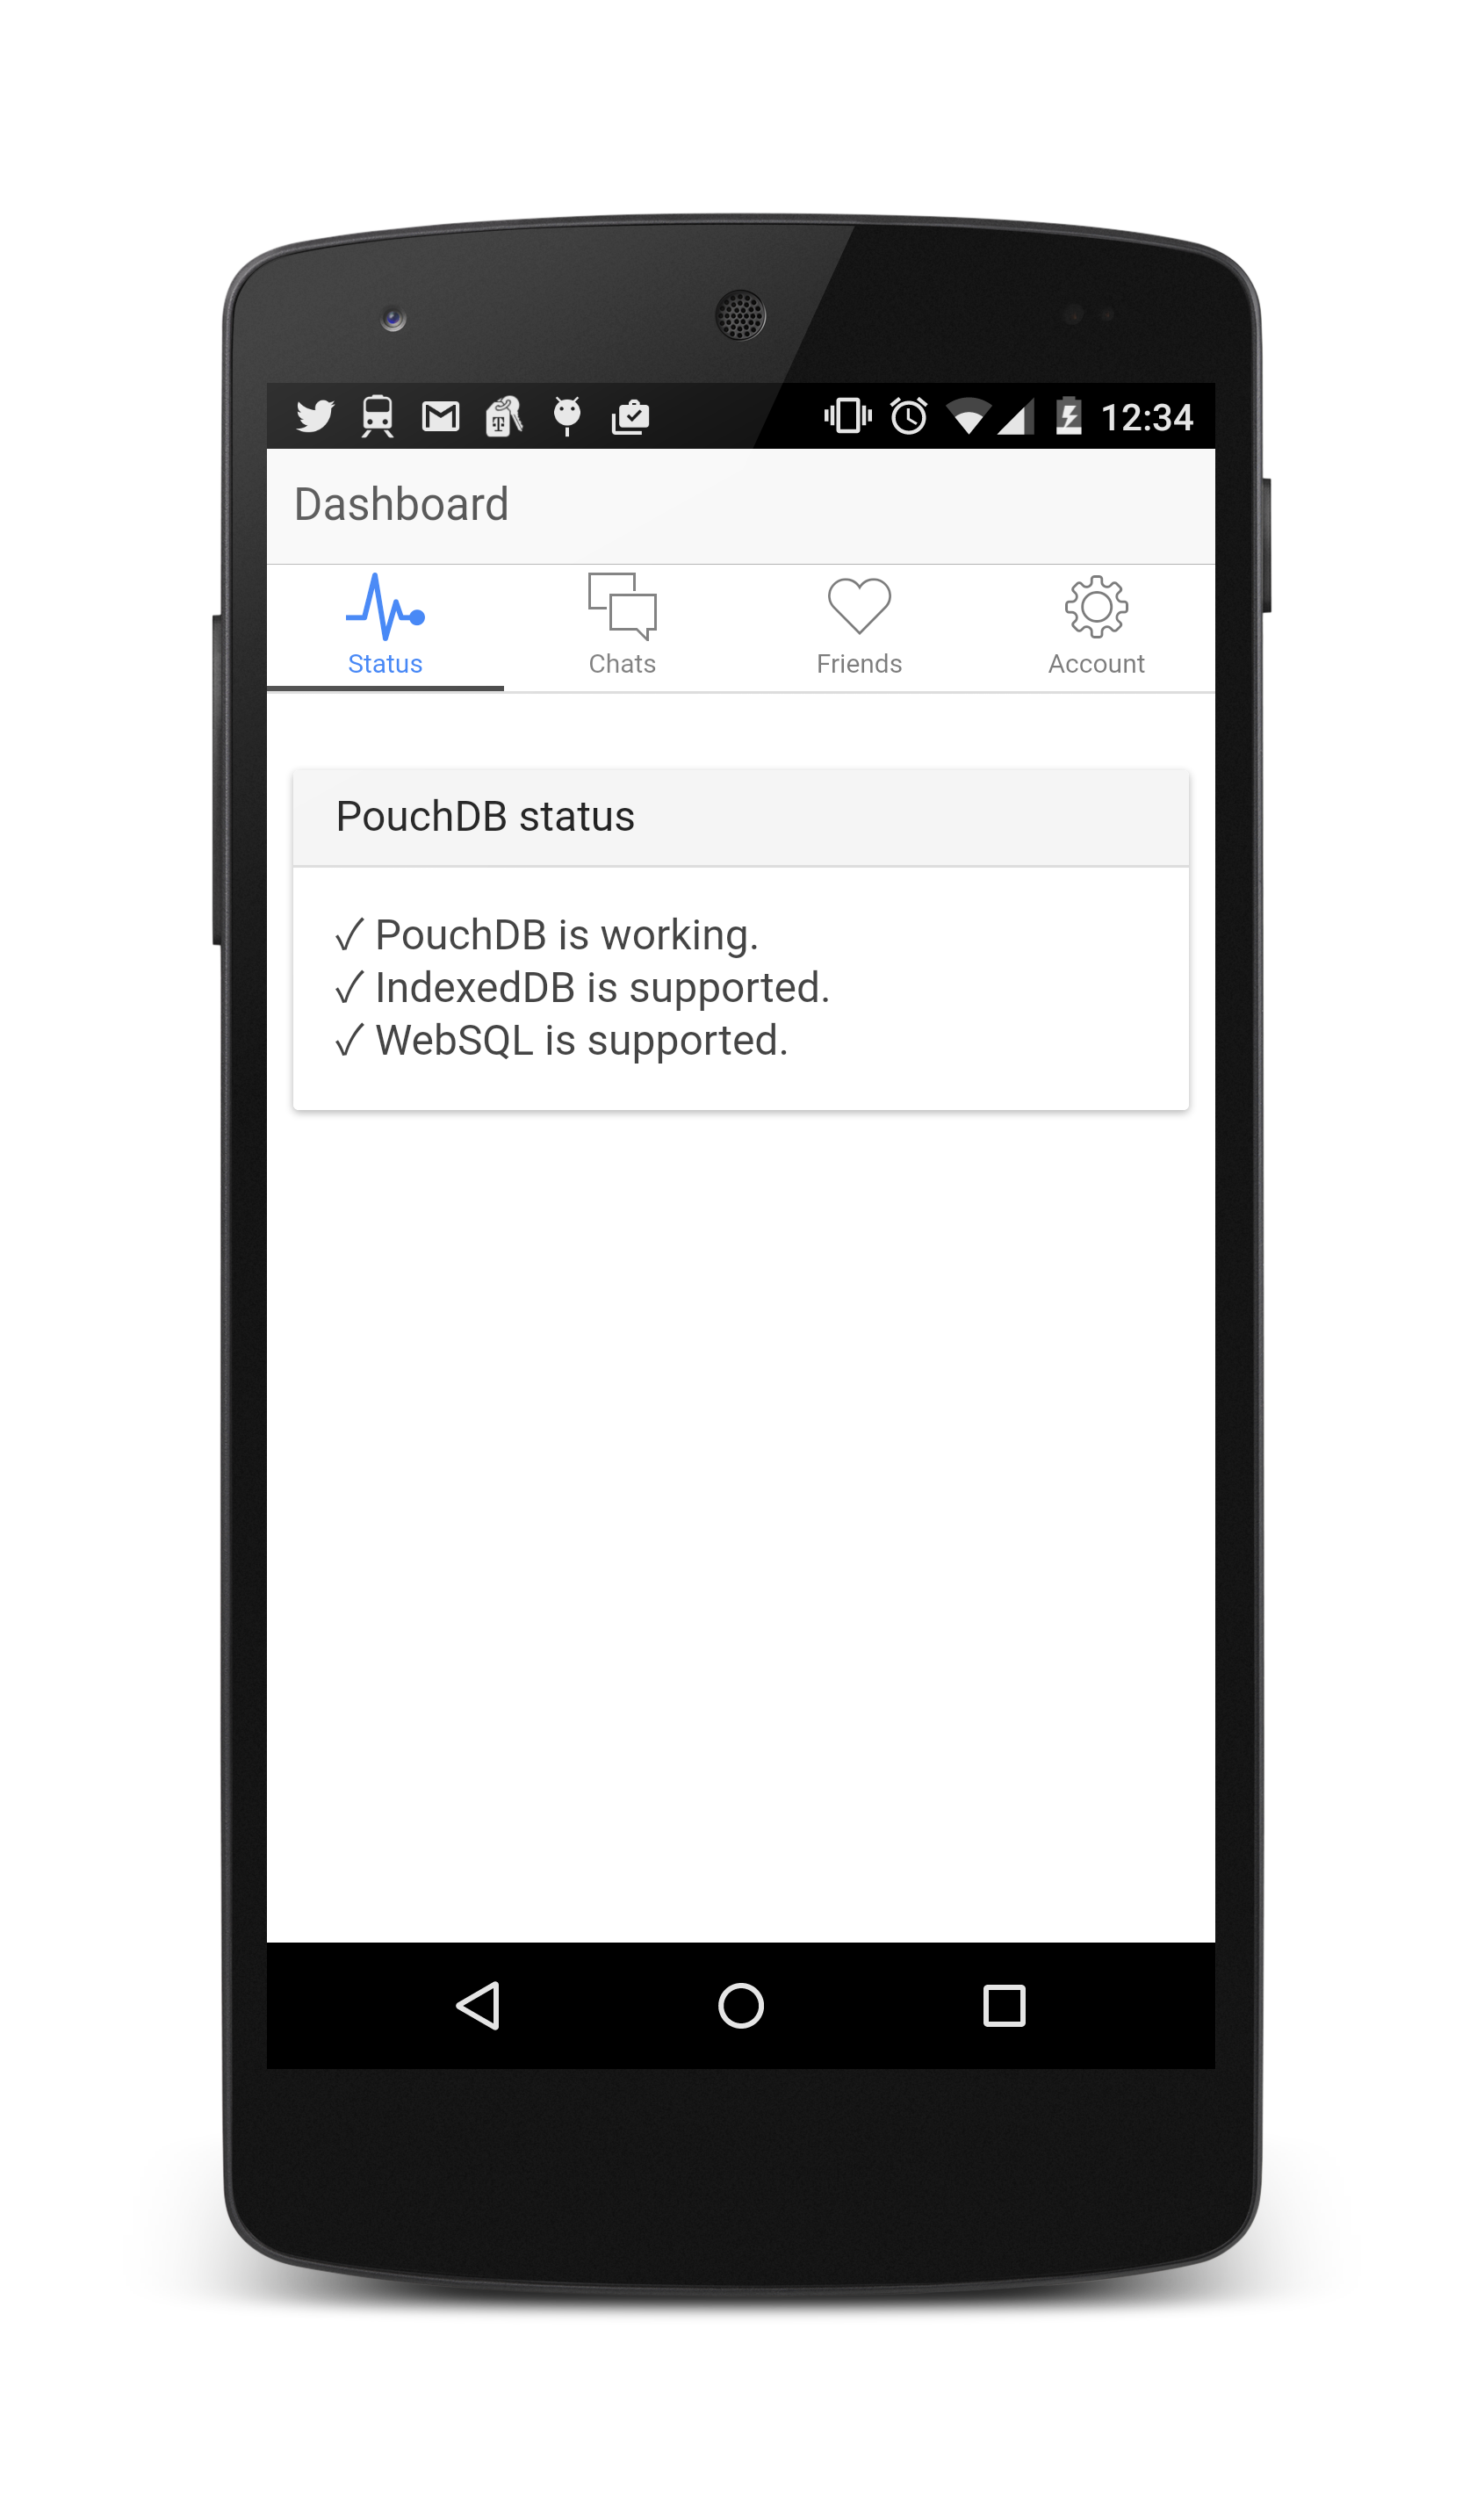 12:34
Dashboard
Status Chats Friends Account
PouchDB status
✓ PouchDB is working.
✓ IndexedDB is supported.
✓ WebSQL is supported.